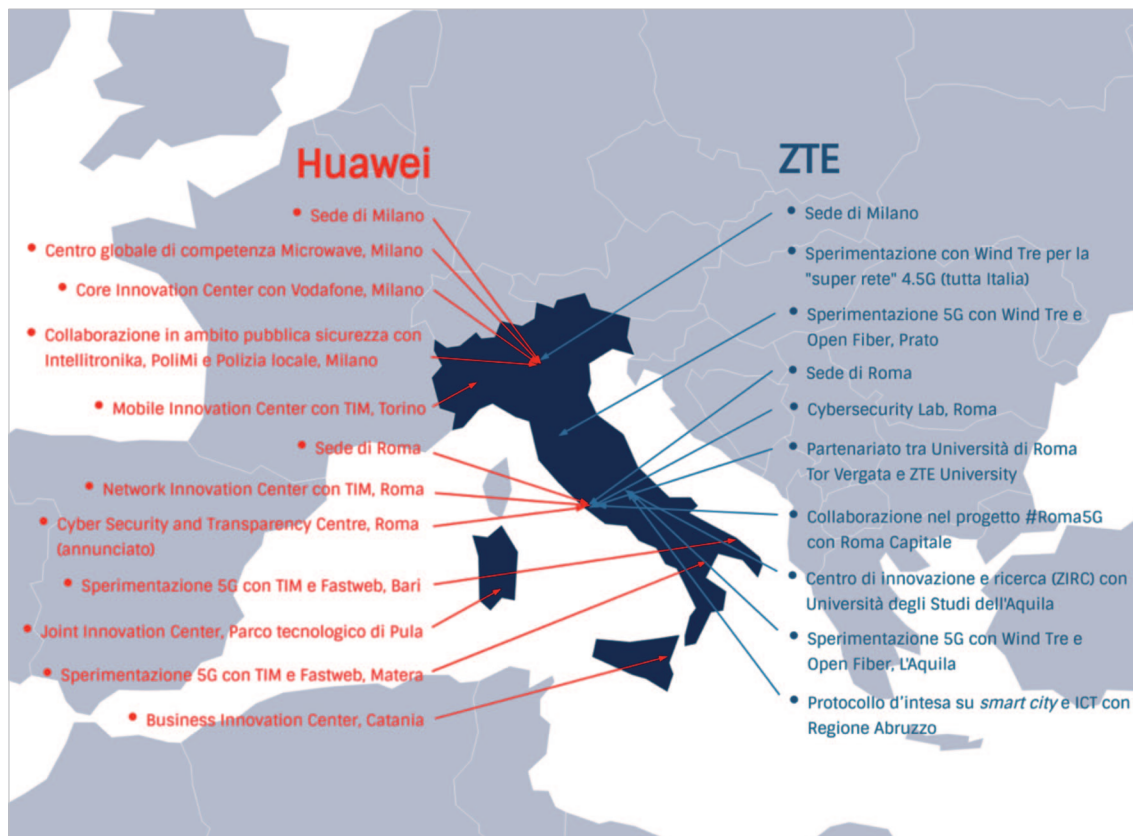 Huawei
Sede di Milano
Centro globale di competenza Microwave, Milano
Core Innovation Center con Vodafone, Milano
Collaborazione in ambito pubblica sicurezza con
Intellitronika, PoliMi e Polizia locale, Milano
Mobile Innovation Center con TIM, Torino
Sede di Roma
Network Innovation Center con TIM, Roma
Cyber Security and Transparency Centre, Roma
(annunciato)
Sperimentazione 5G con TIM e Fastweb, Bari
Joint Innovation Center, Parco tecnologico di Pula
Sperimentazione 5G con TIM e Fastweb, Matera
Business Innovation Center, Catania
ZTE
Sede di Milano
Sperimentazione con Wind Tre per la
"super rete" 4.5G (tutta Italia)
Sperimentazione 5G con Wind Tre e
Open Fiber, Prato
Sede di Roma
Cybersecurity Lab, Roma
Partenariato tra Università di Roma
Tor Vergata e ZTE University
Collaborazione nel progetto #Roma5G
con Roma Capitale
Centro di innovazione e ricerca (ZIRC) con
Università degli Studi dell'Aquila
Sperimentazione 5G con Wind Tre e
Open Fiber, L'Aquila
Protocollo d'intesa su smart city e ICT con
Regione Abruzzo